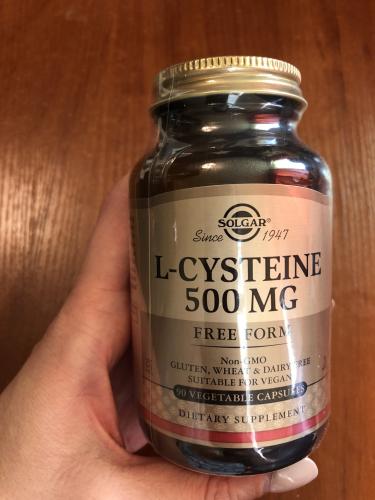 SOLGAR®
Since 1947
L-CYSTEINE
500 MG
FREE FORM
Non-GMO
GLUTEN, WHEAT & DAIRY FREE
SUITABLE FOR VEGANS
90 VEGETABLE CAPSULES
DIETARY SUPPLEMENT